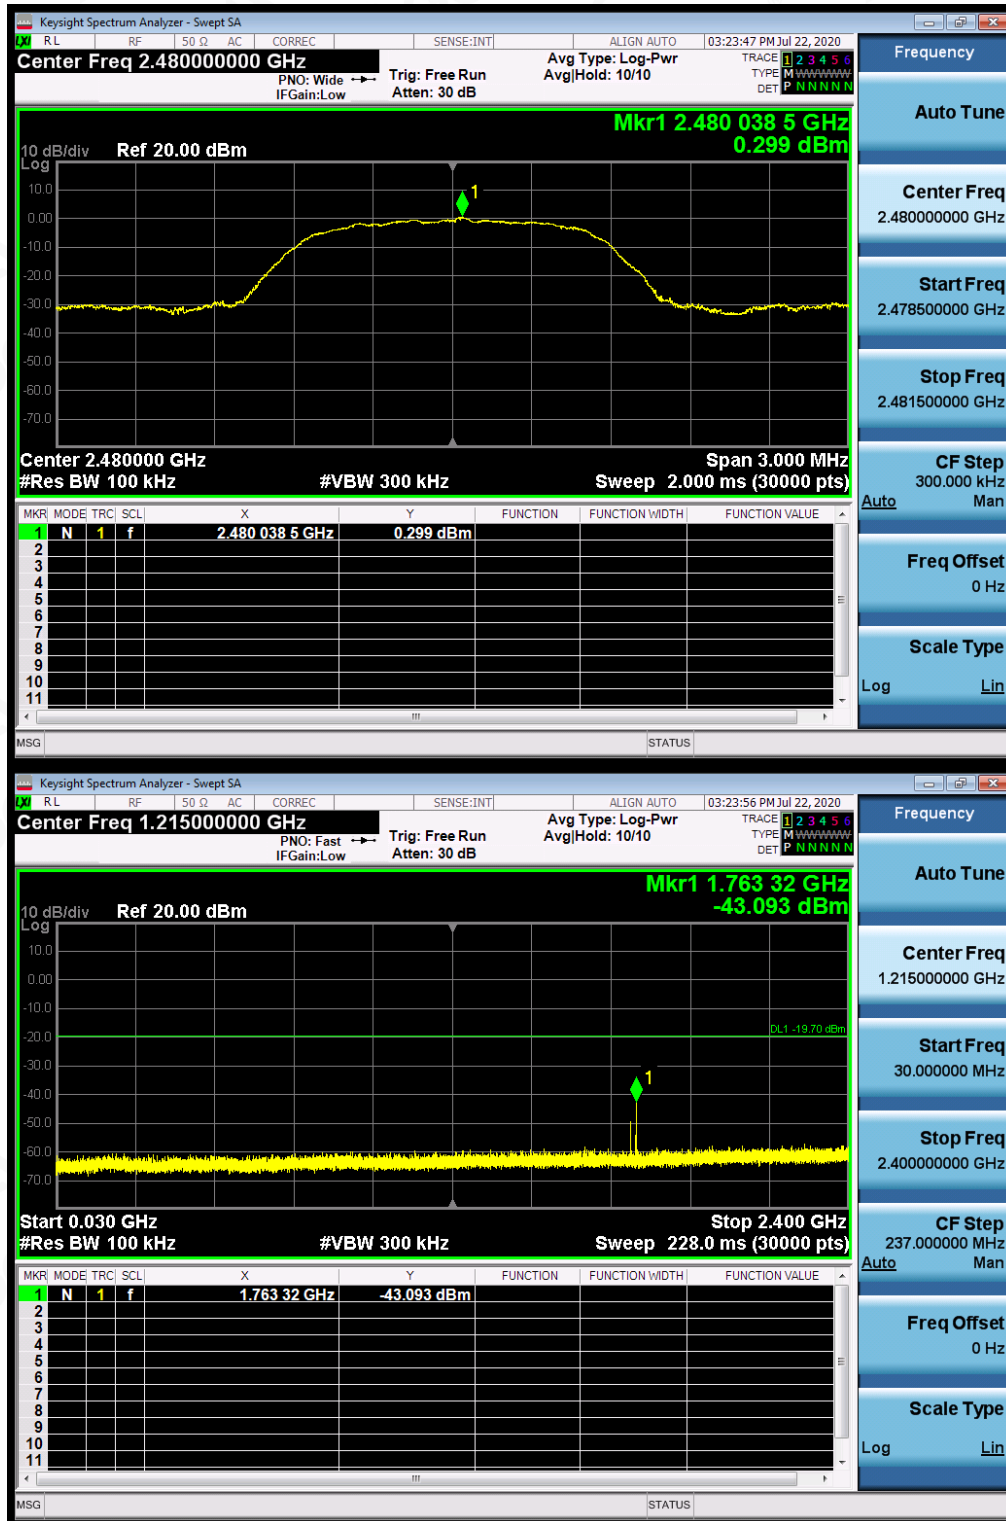 Keysight Spectrum Analyzer - Swept SA
LXI RL RF 50 Ω AC CORREC SENSE:INT ALIGN AUTO 03:23:47 PM Jul 22, 2020
Center Freq 2.480000000 GHz
PNO: Wide
IFGain:Low
Trig: Free Run
Atten: 30 dB
Avg Type: Log-Pwr
Avg|Hold: 10/10
TRACE 1 2 3 4 5 6
TYPE M WWWWW
DET P N N N N N
Mkr1 2.480 038 5 GHz
0.299 dBm
10 dB/div Ref 20.00 dBm
Log
10.0
0.00
-10.0
-20.0
-30.0
-40.0
-50.0
-60.0
-70.0
1
Center 2.480000 GHz Span 3.000 MHz
#Res BW 100 kHz #VBW 300 kHz Sweep 2.000 ms (30000 pts)
MKR MODE TRC SCL X Y FUNCTION FUNCTION WIDTH FUNCTION VALUE
1 N 1 f 2.480 038 5 GHz 0.299 dBm
2
3
4
5
6
7
8
9
10
11
MSG STATUS
Frequency
Auto Tune
Center Freq
2.480000000 GHz
Start Freq
2.478500000 GHz
Stop Freq
2.481500000 GHz
CF Step
300.000 kHz
Auto Man
Freq Offset
0 Hz
Scale Type
Log Lin
Keysight Spectrum Analyzer - Swept SA
LXI RL RF 50 Ω AC CORREC SENSE:INT ALIGN AUTO 03:23:56 PM Jul 22, 2020
Center Freq 1.215000000 GHz
PNO: Fast
IFGain:Low
Trig: Free Run
Atten: 30 dB
Avg Type: Log-Pwr
Avg|Hold: 10/10
TRACE 1 2 3 4 5 6
TYPE M WWWWW
DET P N N N N N
Mkr1 1.763 32 GHz
-43.093 dBm
10 dB/div Ref 20.00 dBm
Log
10.0
0.00
-10.0
-20.0
-30.0
-40.0
-50.0
-60.0
-70.0
DL1 -19.70 dBm
1
Start 0.030 GHz Stop 2.400 GHz
#Res BW 100 kHz #VBW 300 kHz Sweep 228.0 ms (30000 pts)
MKR MODE TRC SCL X Y FUNCTION FUNCTION WIDTH FUNCTION VALUE
1 N 1 f 1.763 32 GHz -43.093 dBm
2
3
4
5
6
7
8
9
10
11
MSG STATUS
Frequency
Auto Tune
Center Freq
1.215000000 GHz
Start Freq
30.000000 MHz
Stop Freq
2.400000000 GHz
CF Step
237.000000 MHz
Auto Man
Freq Offset
0 Hz
Scale Type
Log Lin